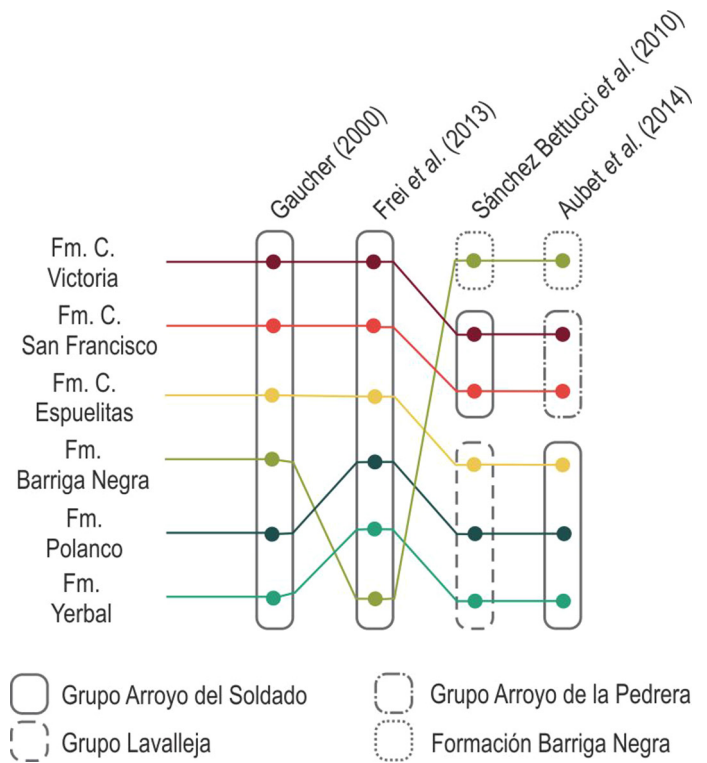 Gaucher (2000)
Frei et al. (2013)
Sánchez Bettucci et al. (2010)
Aubet et al. (2014)
Fm. C.
Victoria
Fm. C.
San Francisco
Fm. C.
Espuelitas
Fm.
Barriga Negra
Fm.
Polanco
Fm.
Yerbal
Grupo Arroyo del Soldado
Grupo Arroyo de la Pedrera
Grupo Lavalleja
Formación Barriga Negra